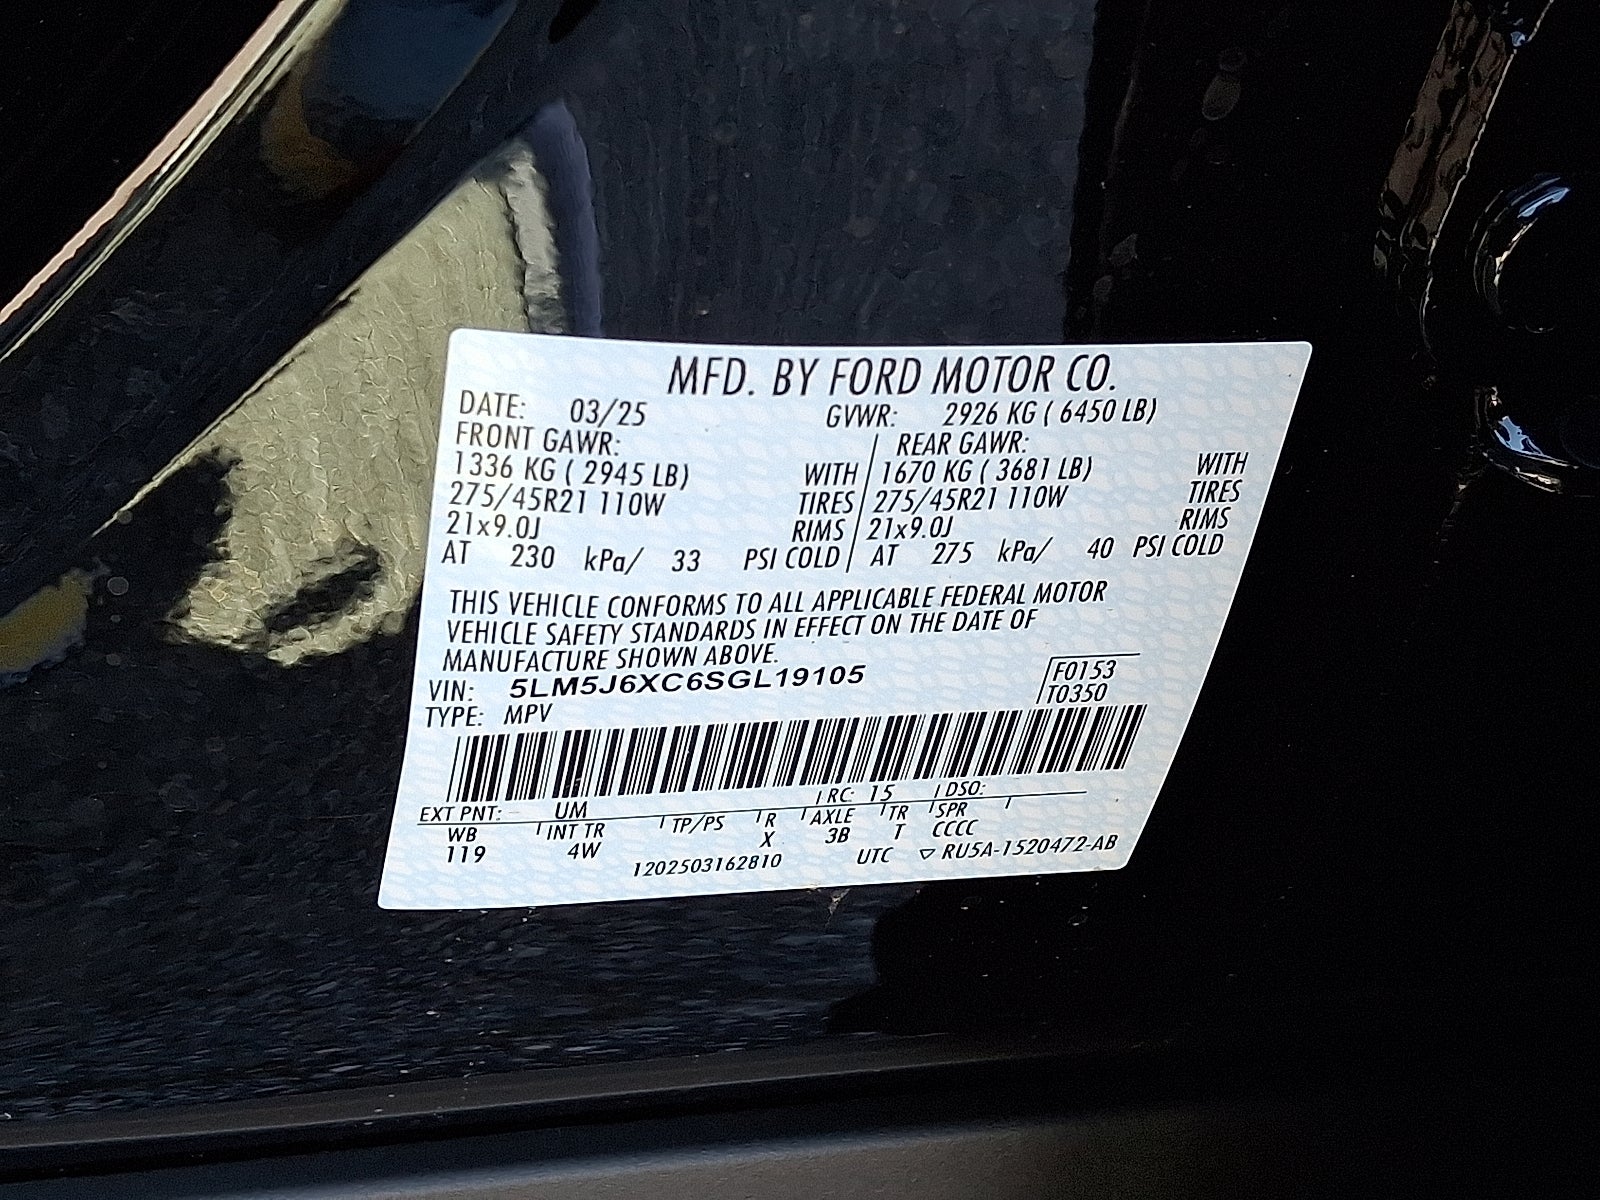 MFD. BY FORD MOTOR CO.
DATE: 03/25 GVWR: 2926 KG ( 6450 LB)
FRONT GAWR: REAR GAWR:
1336 KG ( 2945 LB) WITH 1670 KG ( 3681 LB) WITH
275/45R21 110W TIRES 275/45R21 110W TIRES
21x9.0J RIMS 21x9.0J RIMS
AT 230 kPa/ 33 PSI COLD AT 275 kPa/ 40 PSI COLD
THIS VEHICLE CONFORMS TO ALL APPLICABLE FEDERAL MOTOR
VEHICLE SAFETY STANDARDS IN EFFECT ON THE DATE OF
MANUFACTURE SHOWN ABOVE.
VIN: 5LM5J6XC6SGL19105 F0153
TYPE: MPV T0350
EXT PNT: UM RC: 15 DSO:
WB INT TR TP/PS R AXLE TR SPR
119 4W X 3B T CCCC
1202503162810 UTC ▽ RU5A-1520472-AB